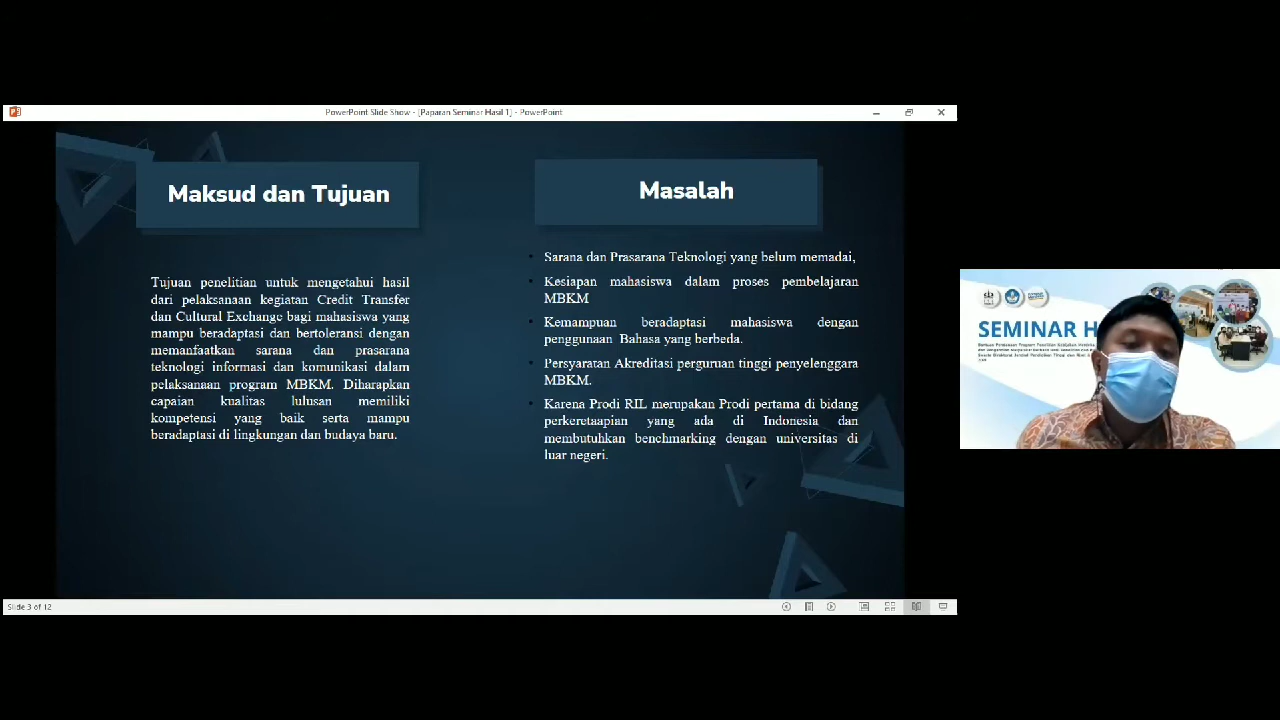 PowerPoint Slide Show - [Paparan Seminar Hasil 1] - PowerPoint
Maksud dan Tujuan
Tujuan penelitian untuk mengetahui hasil
dari pelaksanaan kegiatan Credit Transfer
dan Cultural Exchange bagi mahasiswa yang
mampu beradaptasi dan bertoleransi dengan
memanfaatkan sarana dan prasarana
teknologi informasi dan komunikasi dalam
pelaksanaan program MBKM. Diharapkan
capaian kualitas lulusan memiliki
kompetensi yang baik serta mampu
beradaptasi di lingkungan dan budaya baru.
Masalah
• Sarana dan Prasarana Teknologi yang belum memadai,
• Kesiapan mahasiswa dalam proses pembelajaran
MBKM
• Kemampuan beradaptasi mahasiswa dengan
penggunaan Bahasa yang berbeda.
• Persyaratan Akreditasi perguruan tinggi penyelenggara
MBKM.
• Karena Prodi RIL merupakan Prodi pertama di bidang
perkeretaapian yang ada di Indonesia dan
membutuhkan benchmarking dengan universitas di
luar negeri.
Slide 3 of 12
SEMINAR H